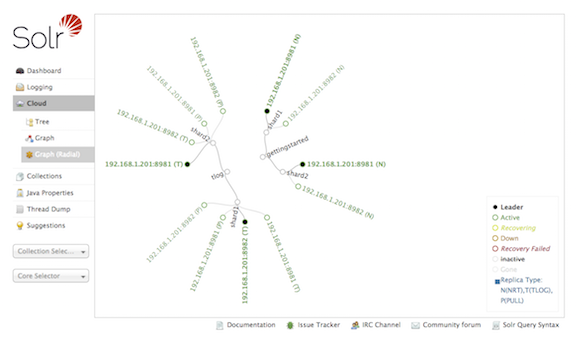 Solr
Dashboard
Logging
Cloud
Tree
Graph
Graph (Radial)
Collections
Java Properties
Thread Dump
Suggestions
Collection Selec...
Core Selector
192.168.1.201:8981 (N)
192.168.1.201:8982 (N)
shard1
gettingstarted
192.168.1.201:8981 (N)
shard2
192.168.1.201:8982 (N)
192.168.1.201:8982 (P)
192.168.1.201:8981 (P)
192.168.1.201:8982 (T)
shard2
192.168.1.201:8981 (T)
tlog
shard1
192.168.1.201:8982 (P)
192.168.1.201:8981 (P)
192.168.1.201:8982 (T)
192.168.1.201:8981 (T)
Leader
Active
Recovering
Down
Recovery Failed
inactive
Gone
Replica Type:
N(NRT),T(TLOG),
P(PULL)
Documentation
Issue Tracker
IRC Channel
Community forum
Solr Query Syntax